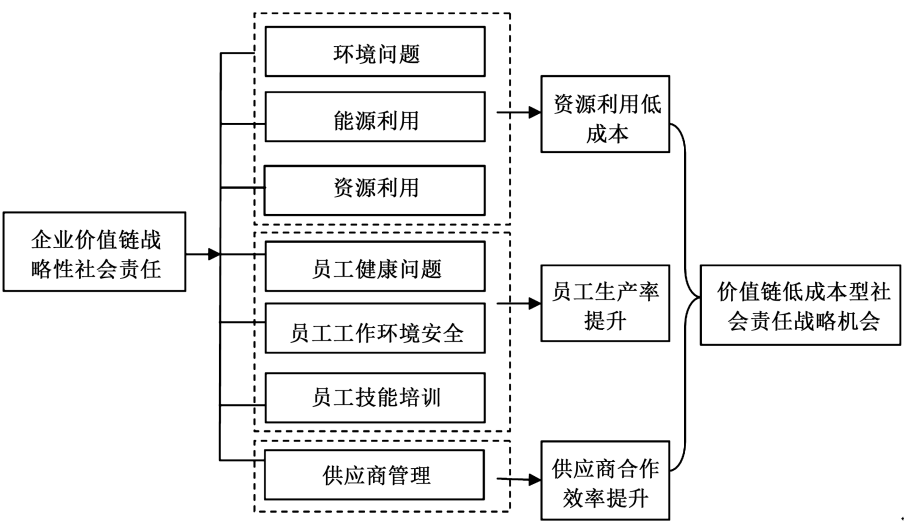 环境问题
能源利用
资源利用
资源利用低
成本
企业价值链战
略性社会责任
员工健康问题
员工工作环境安全
员工技能培训
员工生产率
提升
价值链低成本型社
会责任战略机会
供应商管理
供应商合作
效率提升